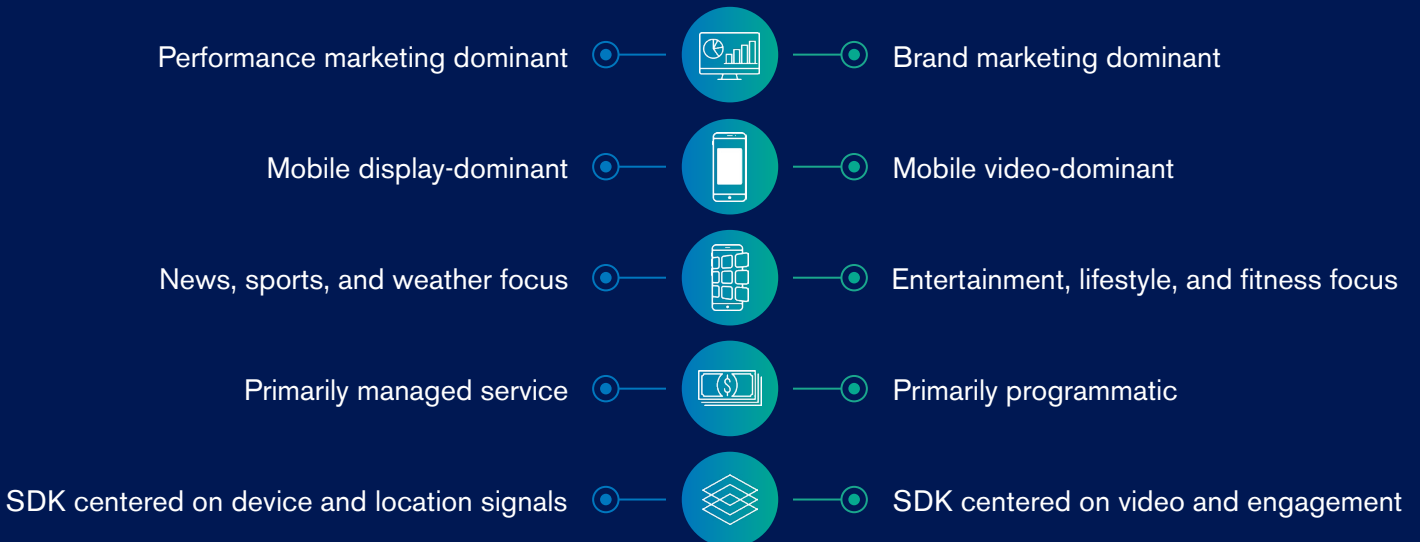 Performance marketing dominant
Brand marketing dominant
Mobile display-dominant
Mobile video-dominant
News, sports, and weather focus
Entertainment, lifestyle, and fitness focus
Primarily managed service
$
Primarily programmatic
SDK centered on device and location signals
SDK centered on video and engagement